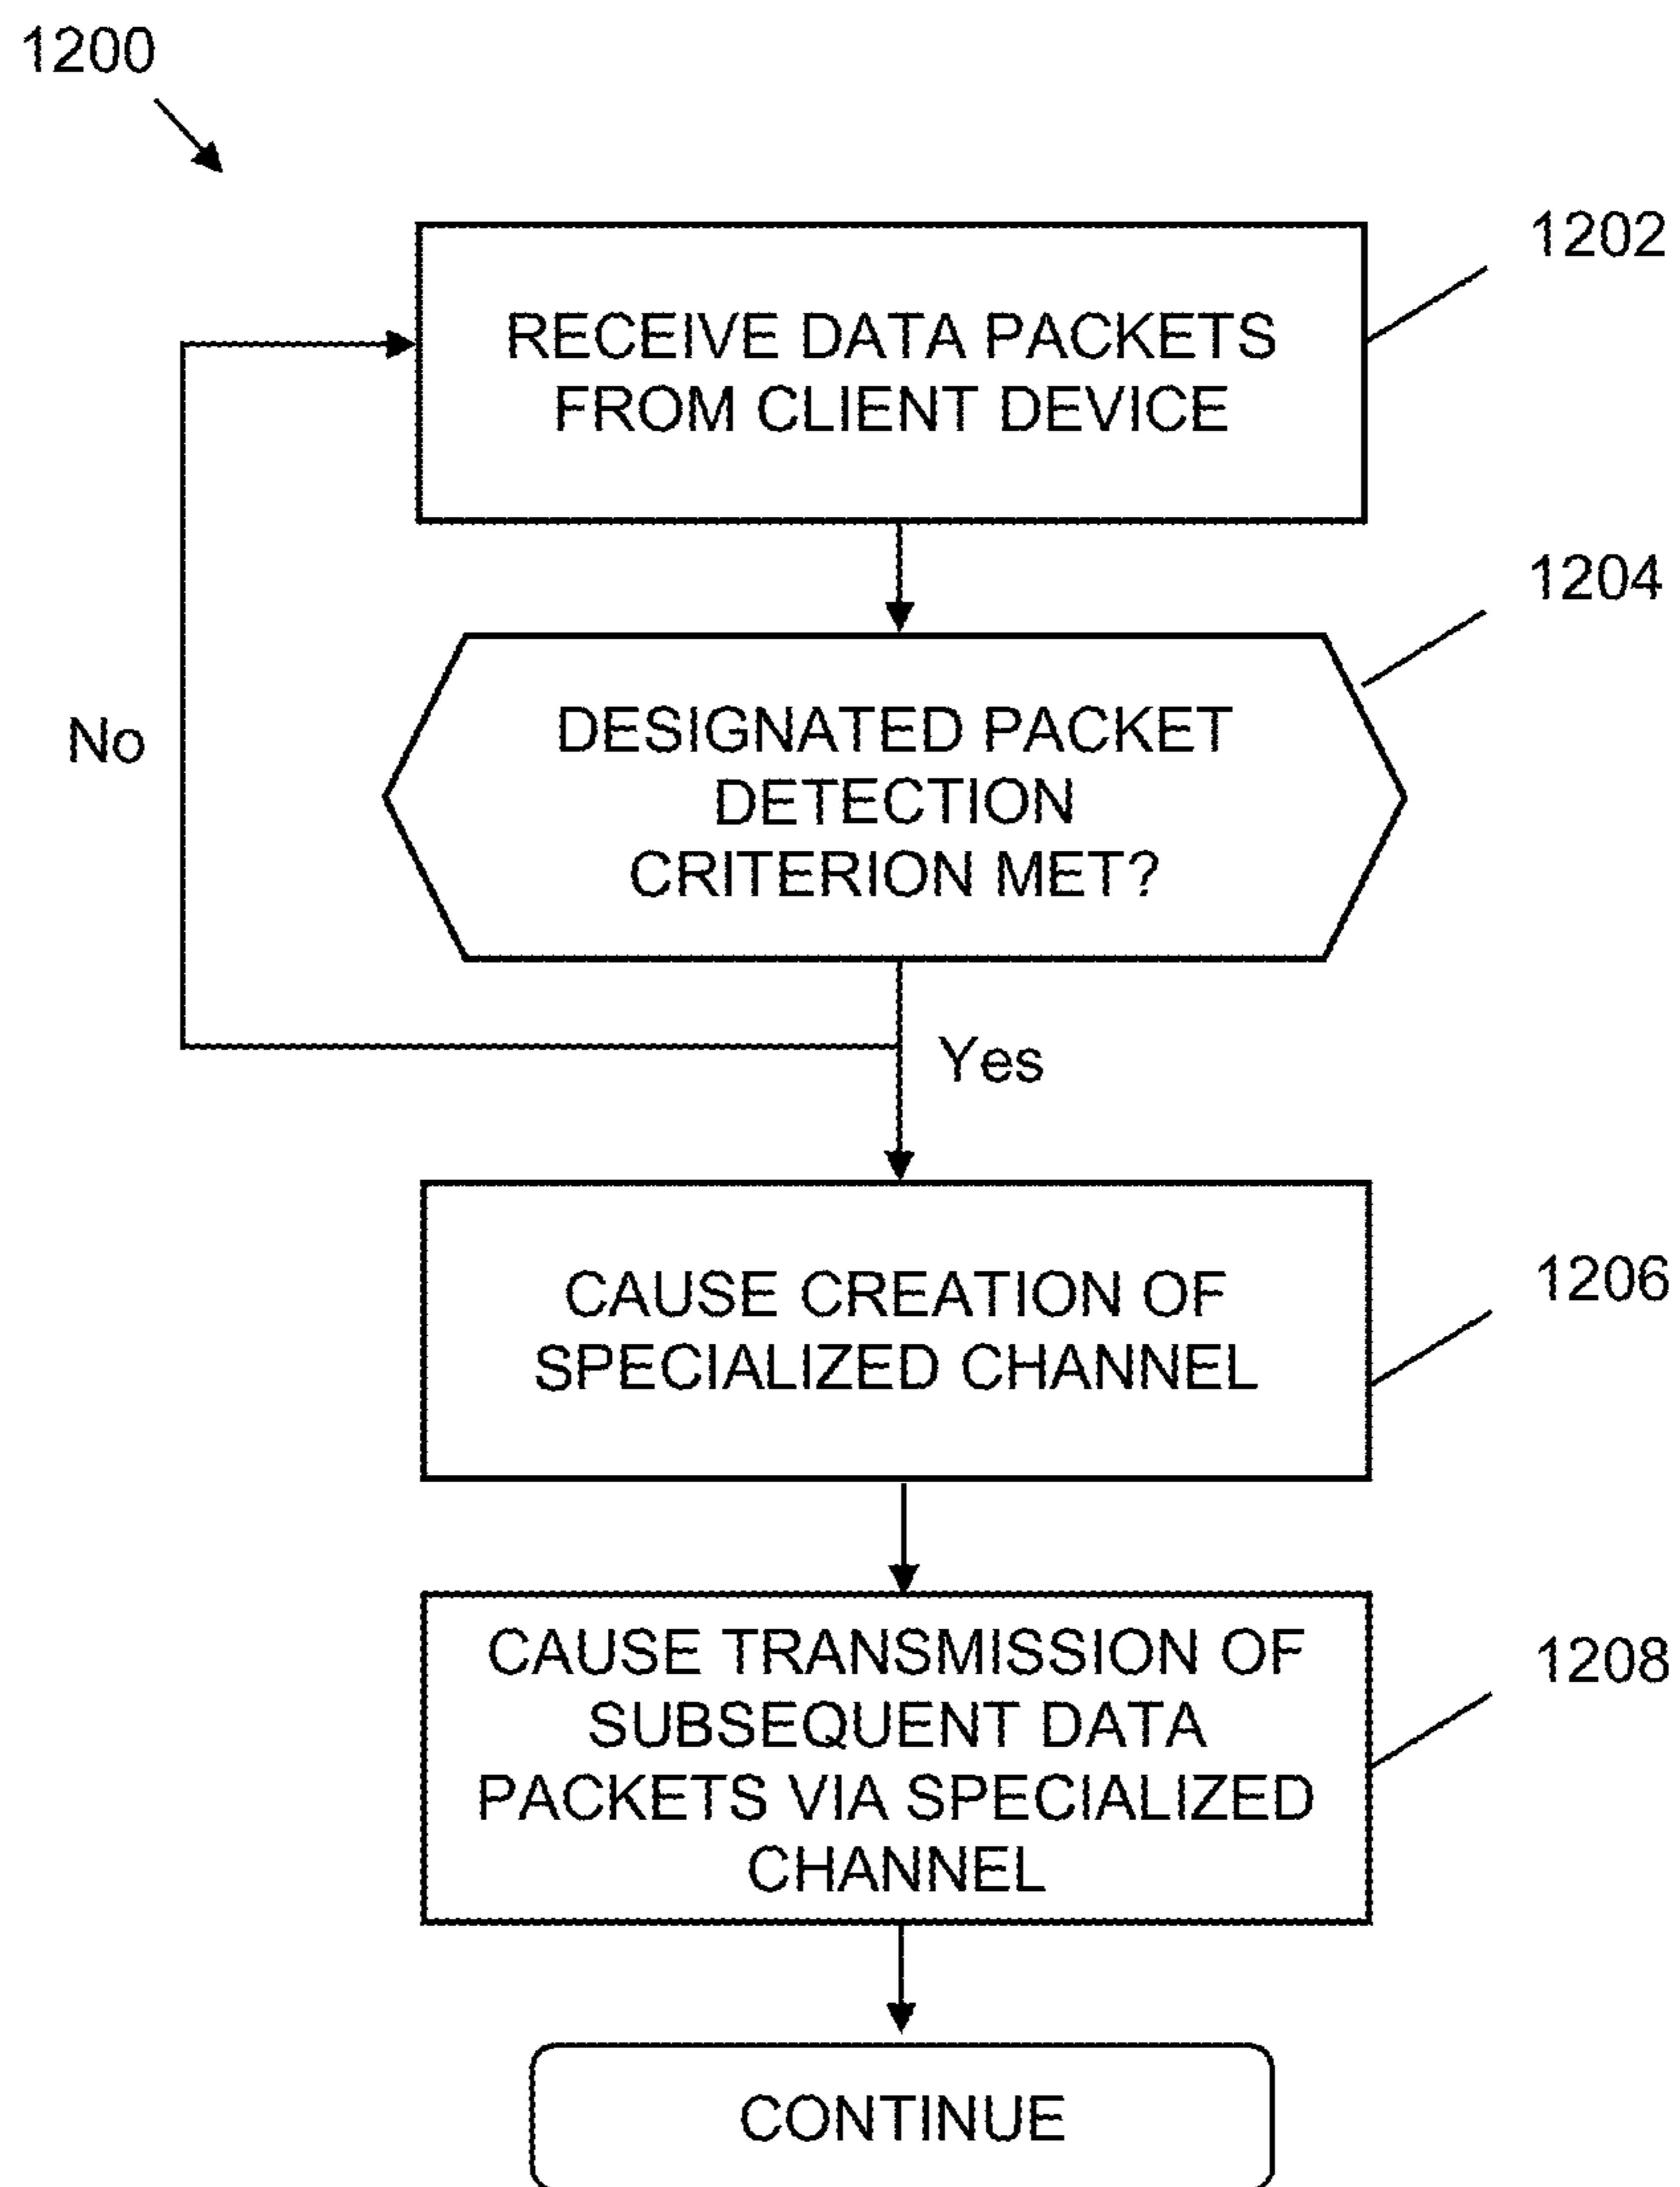 1200
1202
RECEIVE DATA PACKETS
FROM CLIENT DEVICE
1204
DESIGNATED PACKET
DETECTION
CRITERION MET?
No
Yes
1206
CAUSE CREATION OF
SPECIALIZED CHANNEL
1208
CAUSE TRANSMISSION OF
SUBSEQUENT DATA
PACKETS VIA SPECIALIZED
CHANNEL
CONTINUE